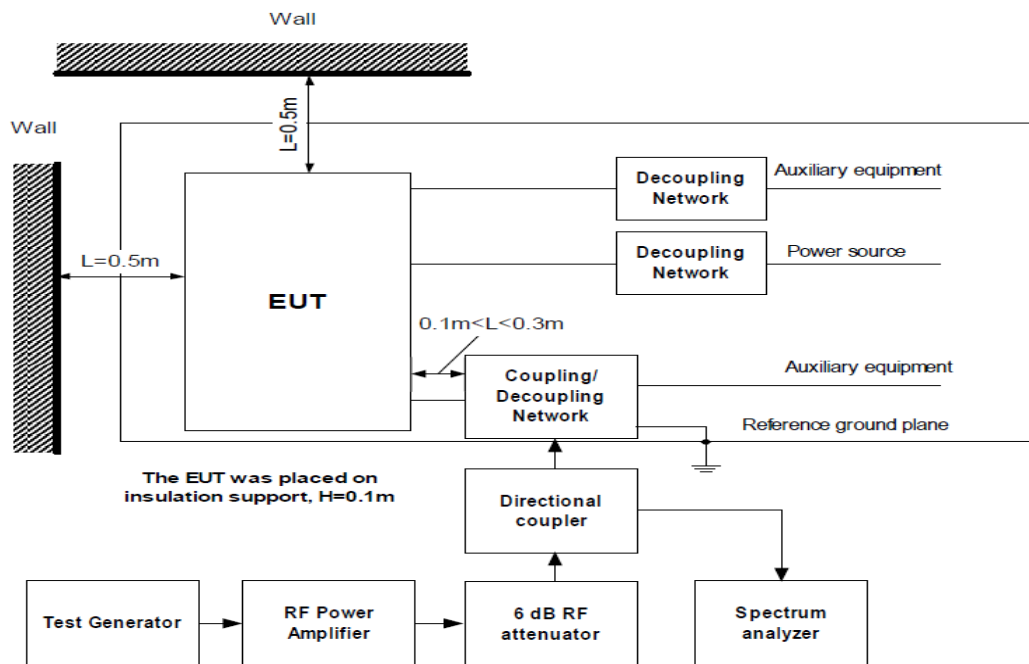 Wall
Wall
L=0.5m
L=0.5m
EUT
Decoupling
Network
Auxiliary equipment
Decoupling
Network
Power source
0.1m<L<0.3m
Coupling/
Decoupling
Network
Auxiliary equipment
Reference ground plane
The EUT was placed on
insulation support, H=0.1m
Directional
coupler
Test Generator
RF Power
Amplifier
6 dB RF
attenuator
Spectrum
analyzer